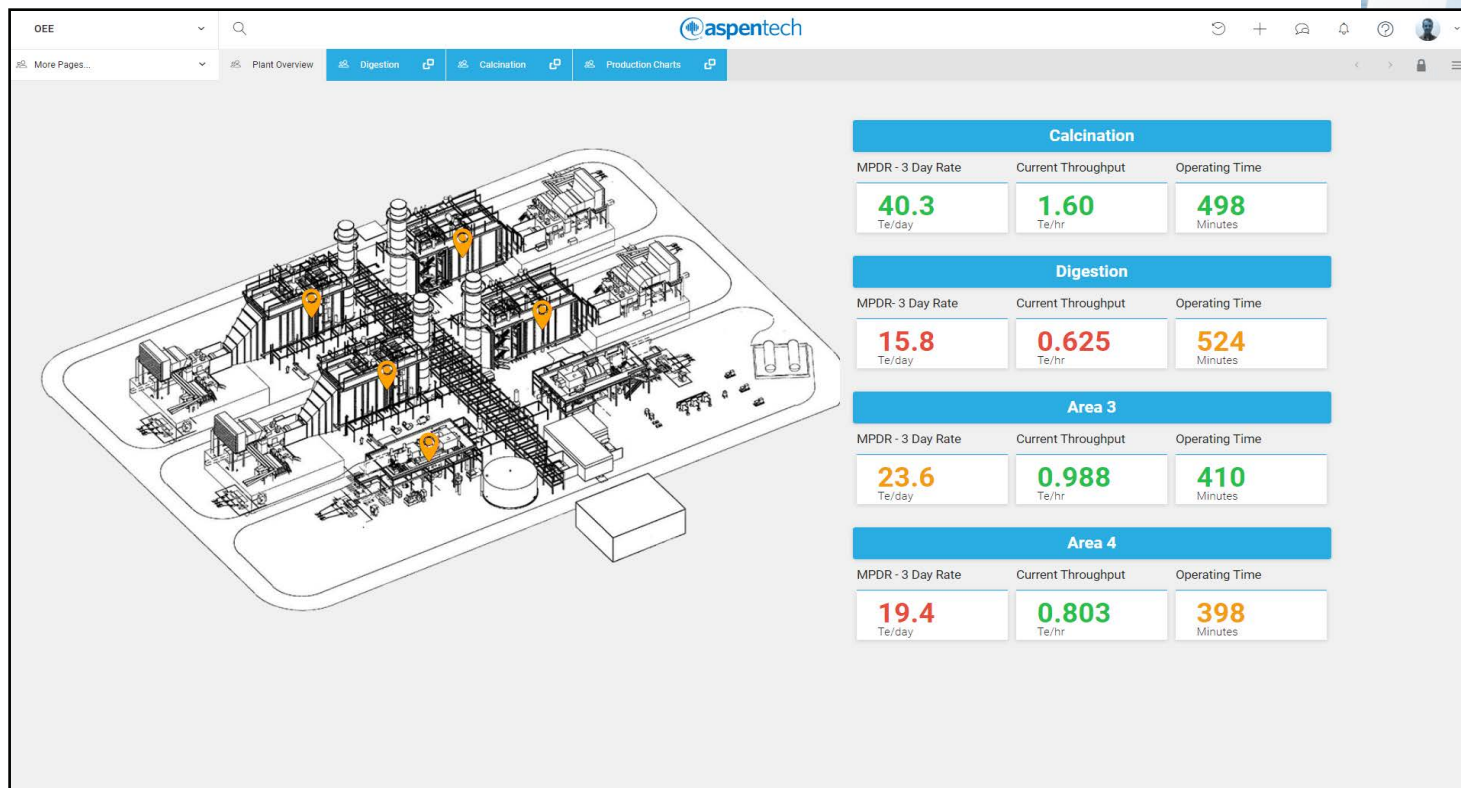 OEE
aspentech
More Pages...
Plant Overview
Digestion
Calcination
Production Charts
Calcination
MPDR - 3 Day Rate Current Throughput Operating Time
40.3 1.60 498
Te/day Te/hr Minutes
Digestion
MPDR- 3 Day Rate Current Throughput Operating Time
15.8 0.625 524
Te/day Te/hr Minutes
Area 3
MPDR - 3 Day Rate Current Throughput Operating Time
23.6 0.988 410
Te/day Te/hr Minutes
Area 4
MPDR - 3 Day Rate Current Throughput Operating Time
19.4 0.803 398
Te/day Te/hr Minutes